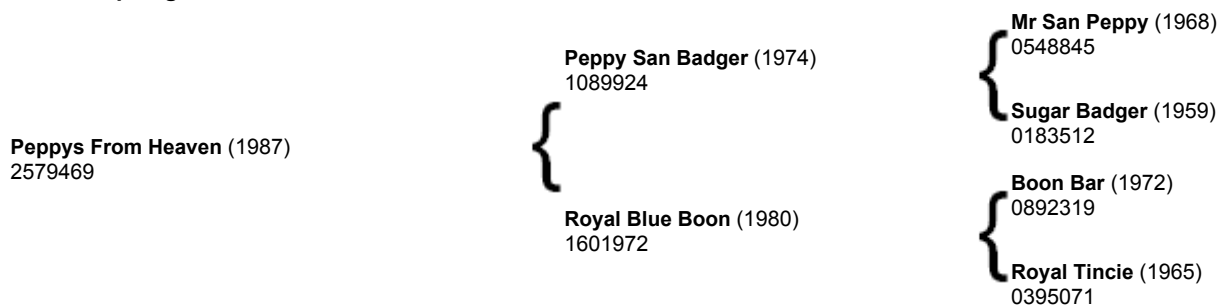 Mr San Peppy (1968)
0548845
Peppy San Badger (1974)
1089924
Sugar Badger (1959)
0183512
Peppys From Heaven (1987)
2579469
Boon Bar (1972)
0892319
Royal Blue Boon (1980)
1601972
Royal Tincie (1965)
0395071